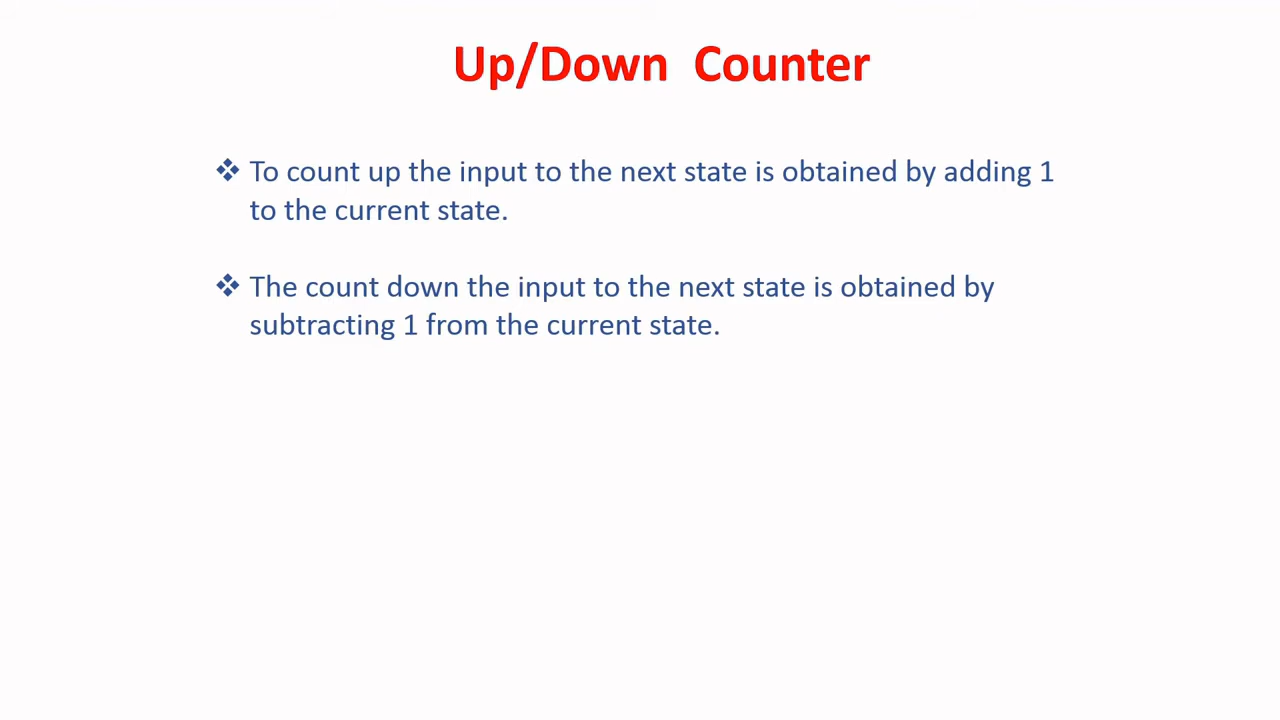 Up/Down Counter
❖ To count up the input to the next state is obtained by adding 1
to the current state.
❖ The count down the input to the next state is obtained by
subtracting 1 from the current state.